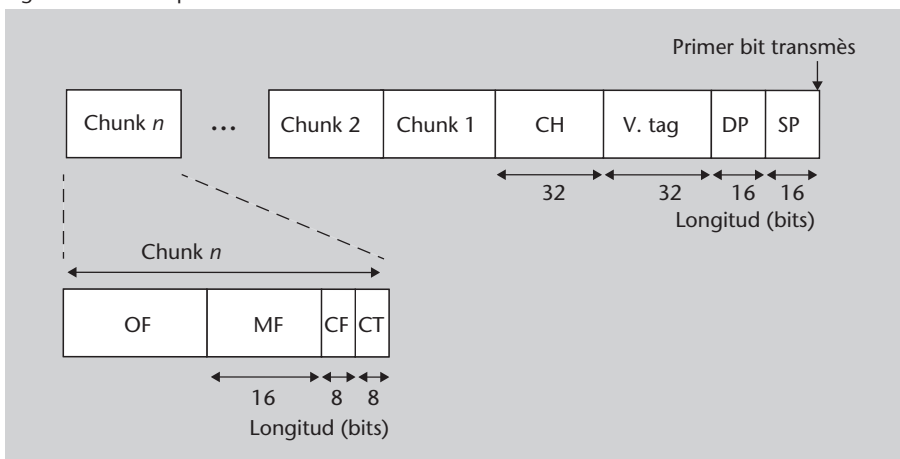 Primer bit transmès
Chunk n ... Chunk 2 Chunk 1 CH V. tag DP SP
32 32 16 16
Longitud (bits)
Chunk n
OF MF CF CT
16 8 8
Longitud (bits)